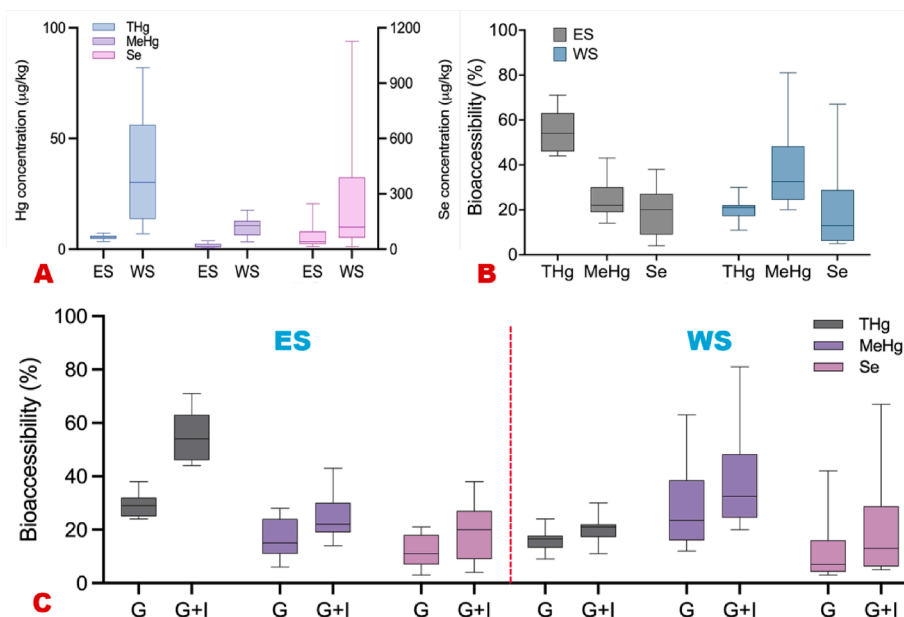 100
50
0
Hg concentration (μg/kg)
THg
MeHg
Se
1200
900
600
300
0
Se concentration (μg/kg)
ES WS ES WS ES WS
A
100
80
60
40
20
0
Bioaccessibility (%)
ES
WS
THg MeHg Se THg MeHg Se
B
100
80
60
40
20
0
Bioaccessibility (%)
ES
WS
THg
MeHg
Se
G G+I G G+I G G+I G G+I G G+I G G+I
C